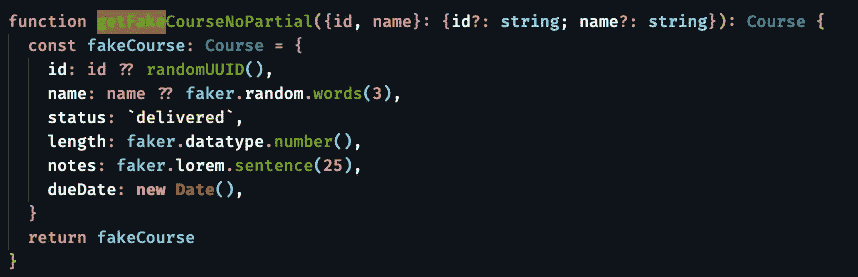 function getFakeCourseNoPartial({id, name}: {id?: string; name?: string}): Course {
  const fakeCourse: Course = {
    id: id ?? randomUUID(),
    name: name ?? faker.random.words(3),
    status: `delivered`,
    length: faker.datatype.number(),
    notes: faker.lorem.sentence(25),
    dueDate: new Date(),
  }
  return fakeCourse
}